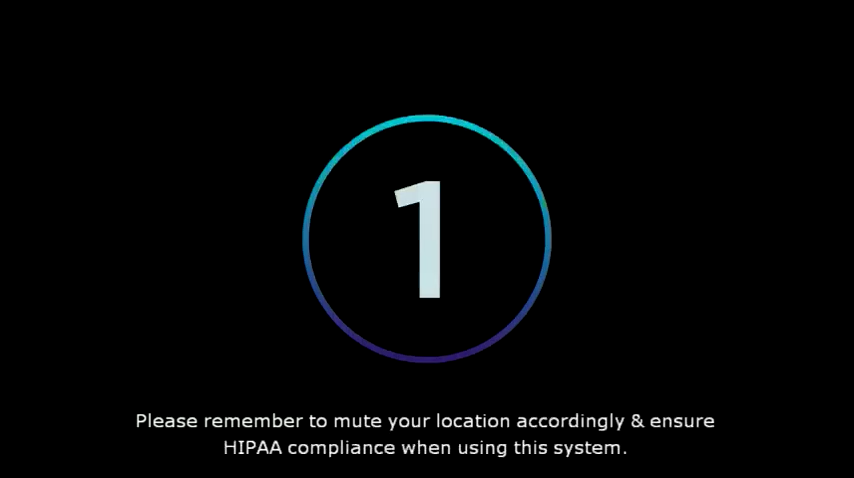 1
Please remember to mute your location accordingly & ensure
HIPAA compliance when using this system.